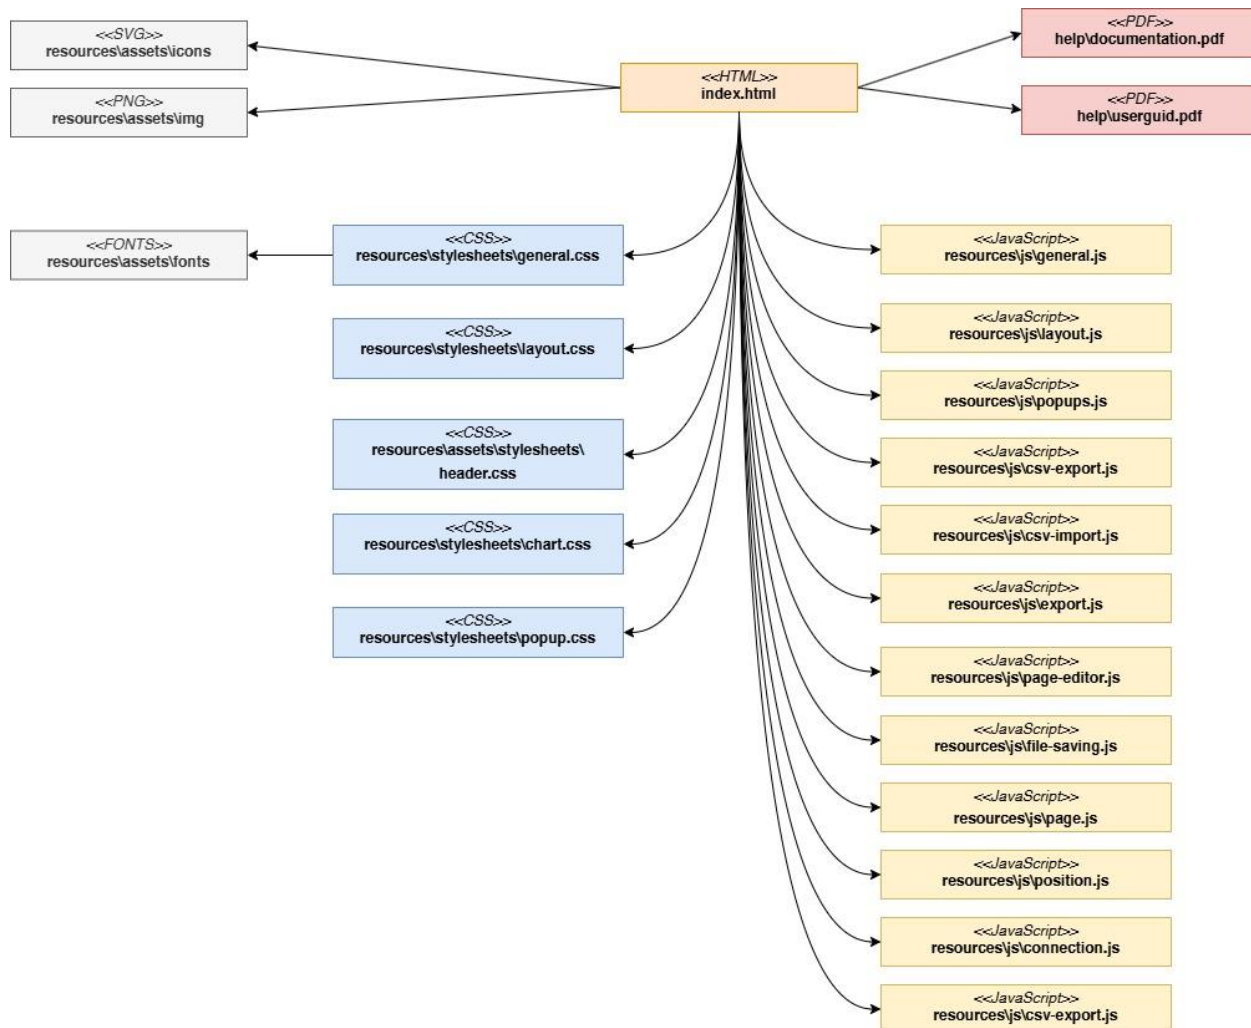 <<SVG>>
resources\assets\icons
<<PNG>>
resources\assets\img
<<HTML>>
index.html
<<PDF>>
help\documentation.pdf
<<PDF>>
help\userguid.pdf
<<FONTS>>
resources\assets\fonts
<<CSS>>
resources\stylesheets\general.css
<<CSS>>
resources\stylesheets\layout.css
<<CSS>>
resources\assets\stylesheets\
header.css
<<CSS>>
resources\stylesheets\chart.css
<<CSS>>
resources\stylesheets\popup.css
<<JavaScript>>
resources\js\general.js
<<JavaScript>>
resources\js\layout.js
<<JavaScript>>
resources\js\popups.js
<<JavaScript>>
resources\js\csv-export.js
<<JavaScript>>
resources\js\csv-import.js
<<JavaScript>>
resources\js\export.js
<<JavaScript>>
resources\js\page-editor.js
<<JavaScript>>
resources\js\file-saving.js
<<JavaScript>>
resources\js\page.js
<<JavaScript>>
resources\js\position.js
<<JavaScript>>
resources\js\connection.js
<<JavaScript>>
resources\js\csv-export.js